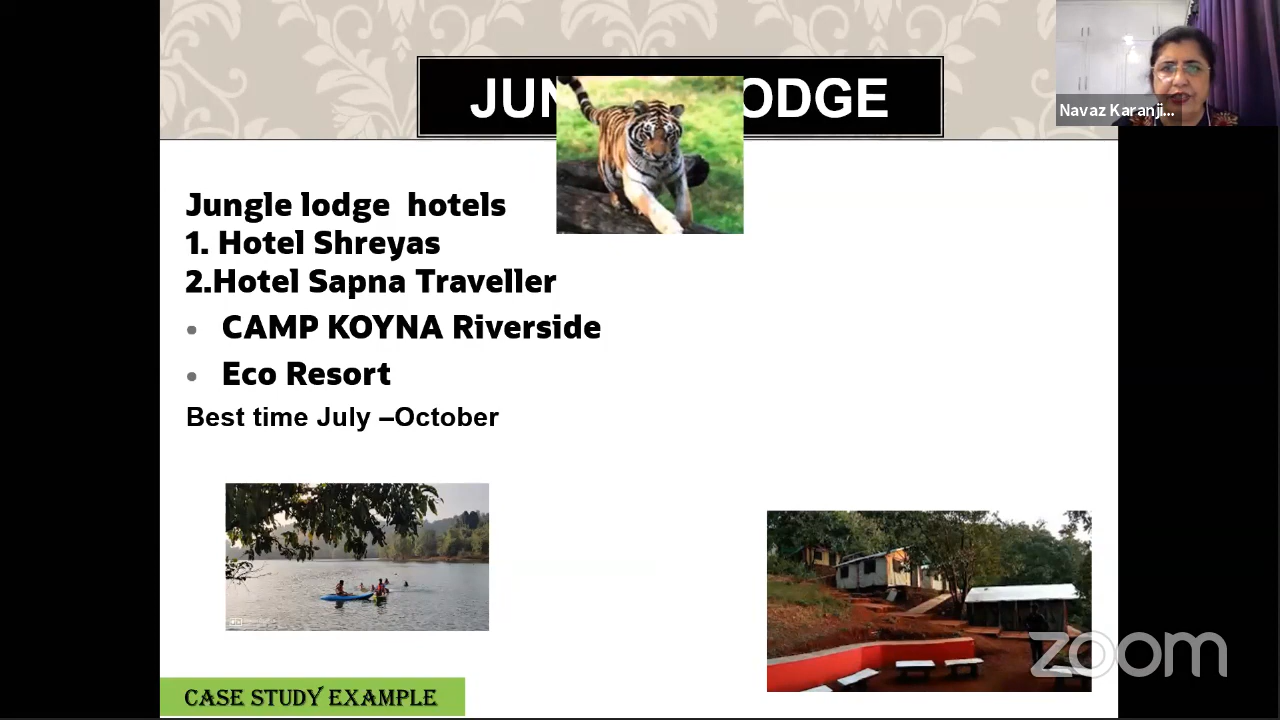 JUN ODGE
Navaz Karanji...
Jungle lodge hotels
1. Hotel Shreyas
2.Hotel Sapna Traveller
• CAMP KOYNA Riverside
• Eco Resort
Best time July –October
zoom
CASE STUDY EXAMPLE